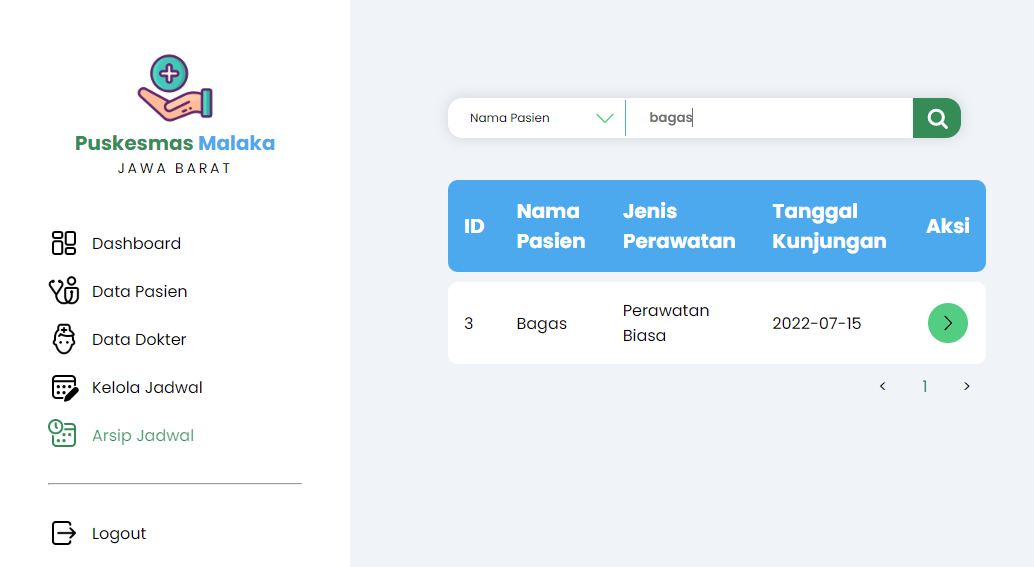 Puskesmas Malaka
JAWA BARAT
Dashboard
Data Pasien
Data Dokter
Kelola Jadwal
Arsip Jadwal
Logout
Nama Pasien
bagas
ID Nama Pasien Jenis Perawatan Tanggal Kunjungan Aksi
3 Bagas Perawatan Biasa 2022-07-15
< 1 >